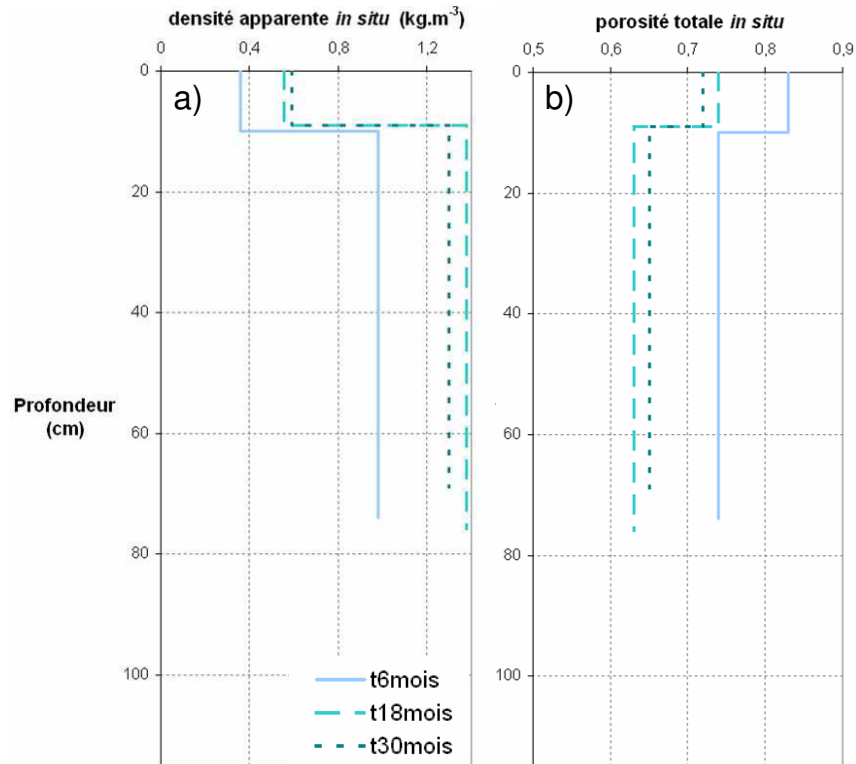 densité apparente in situ (kg.m⁻³)
0 0,4 0,8 1,2
porosité totale in situ
0,5 0,6 0,7 0,8 0,9
a)
b)
Profondeur
(cm)
0
20
40
60
80
100
0
20
40
60
80
100
t6mois
t18mois
t30mois